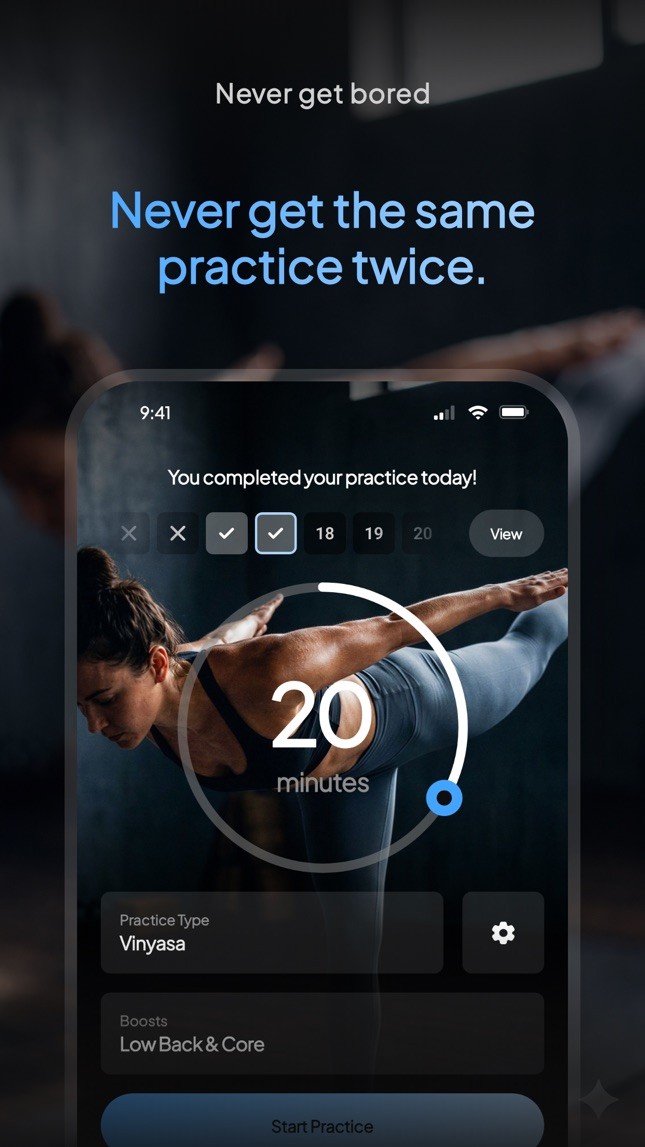 Never get bored
Never get the same
practice twice.
9:41
You completed your practice today!
18 19 20 View
20
minutes
Practice Type
Vinyasa
Boosts
Low Back & Core
Start Practice